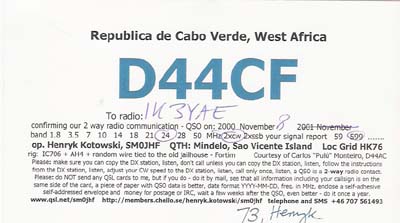 Republica de Cabo Verde, West Africa
D44CF
To radio: IK3YAE
confirming our 2 way radio communication - QSO on: 2000 November 8 2001 November
band 1.8 3.5 7 10 14 18 21 24 28 50 MHz 2xcw 2xssb your signal report 59 599
op. Henryk Kotowski, SM0JHF QTH: Mindelo, Sao Vicente Island Loc Grid HK76
rig: IC706 + AH4 + random wire tied to the old jailhouse - Fortim Courtesy of Carlos "Pulú" Monteiro, D44AC
Please: make sure you can copy the DX station, listen, don't call unless you can copy the DX station, listen, follow the instructions
from the DX station, listen, adjust your CW speed to the DX station, listen, call only once, listen, a QSO is a 2-way radio contact.
Please: do NOT send any QSL cards to me, but if you do - do it by mail, see that all information including your callsign is on the
same side of the card, a piece of paper with QSO data is better, date format YYYY-MM-DD, freq. in MHz, enclose a self-adhesive
self-addressed envelope and money for postage or IRC, wait a few weeks after the QSO, even better - do it once a year.
www.qsl.net/sm0jhf http://members.chello.se/henryk.kotowski/sm0jhf telephone and SMS +46 707 561493
73, Henryk